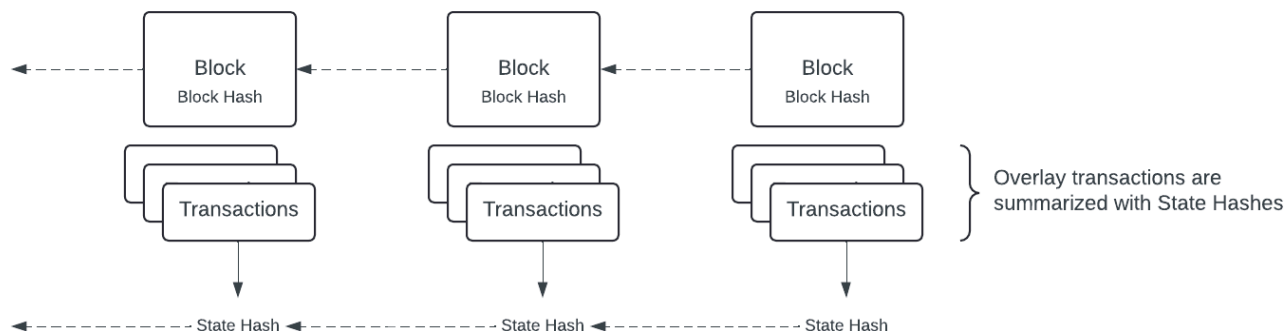 Block
Block Hash
Block
Block Hash
Block
Block Hash
Transactions
Transactions
Transactions
Overlay transactions are
summarized with State Hashes
State Hash
State Hash
State Hash